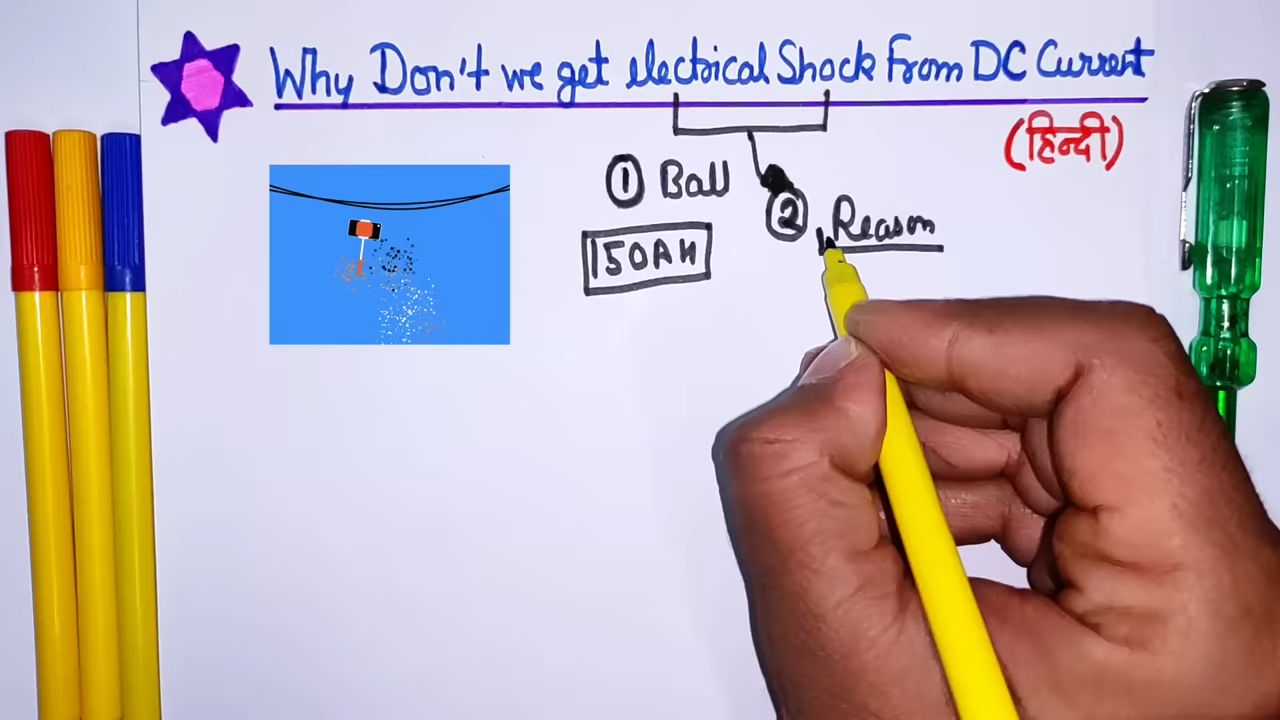 Why Don't we get electrical Shock From DC Current
(हिन्दी)
① Ball
② Reason
150AH